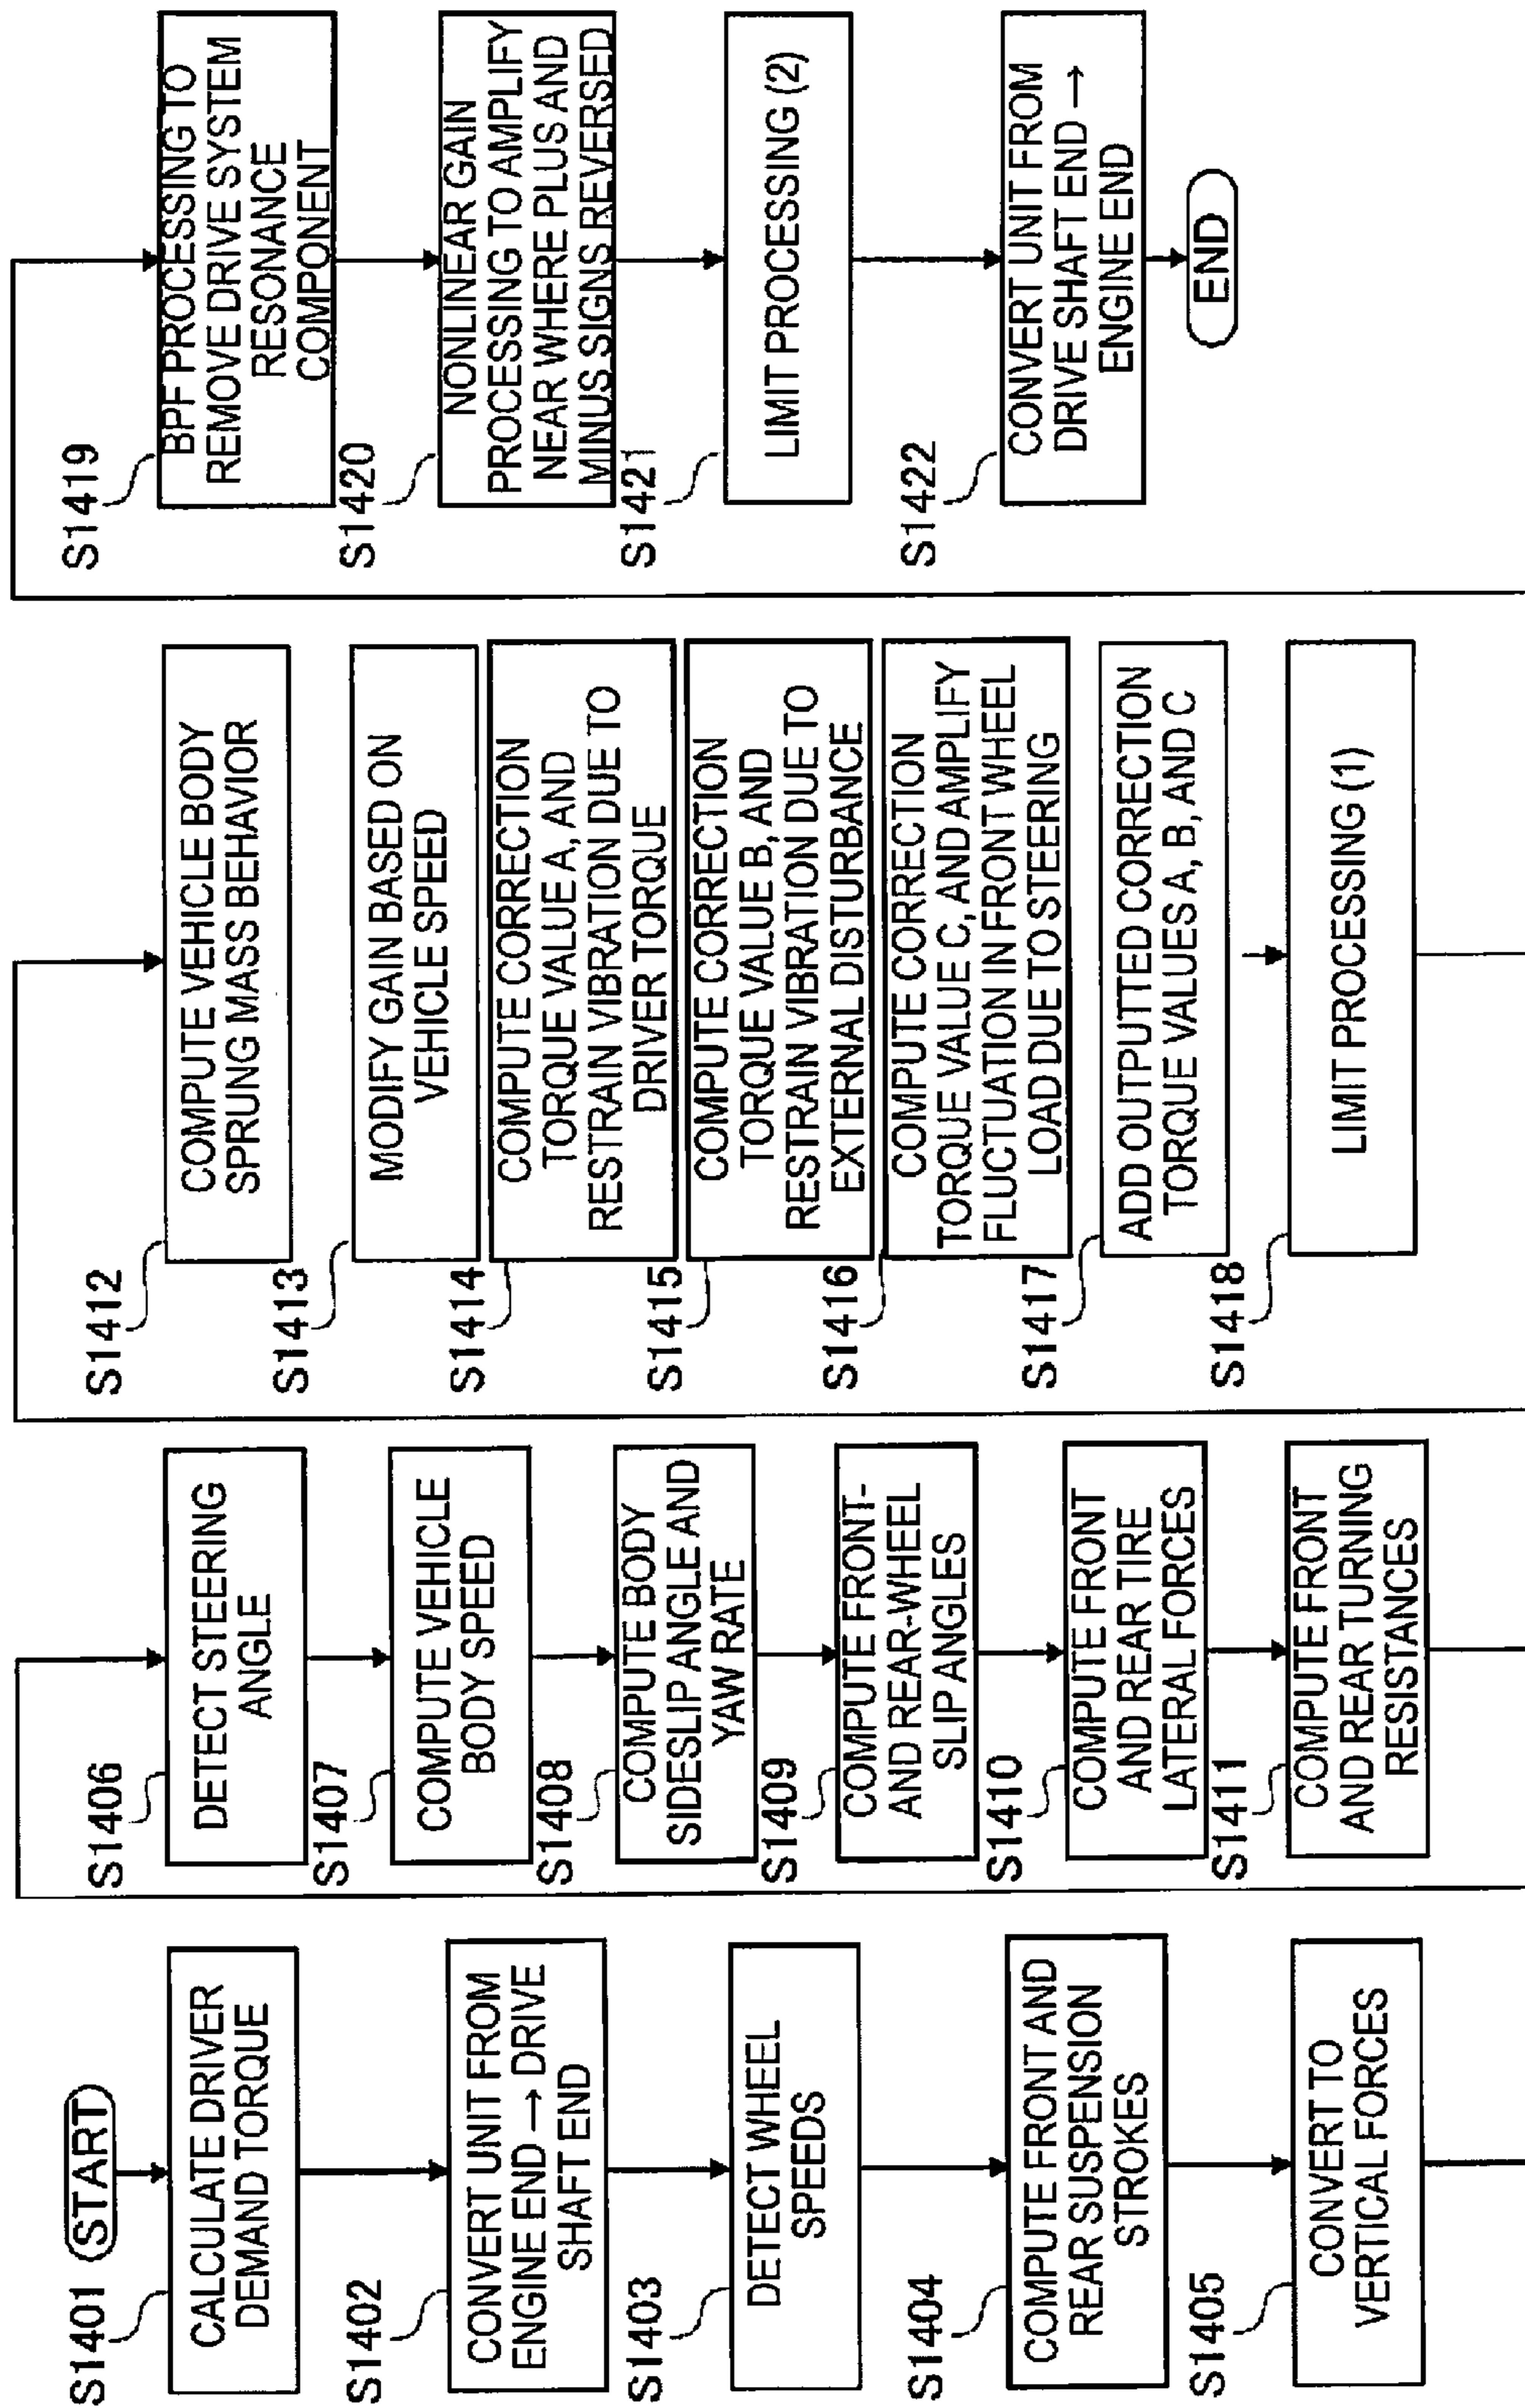 START
S1401
CALCULATE DRIVER
DEMAND TORQUE
S1402
CONVERT UNIT FROM
ENGINE END → DRIVE
SHAFT END
S1403
DETECT WHEEL
SPEEDS
S1404
COMPUTE FRONT AND
REAR SUSPENSION
STROKES
S1405
CONVERT TO
VERTICAL FORCES
S1406
DETECT STEERING
ANGLE
S1407
COMPUTE VEHICLE
BODY SPEED
S1408
COMPUTE BODY
SIDESLIP ANGLE AND
YAW RATE
S1409
COMPUTE FRONT-
AND REAR-WHEEL
SLIP ANGLES
S1410
COMPUTE FRONT
AND REAR TIRE
LATERAL FORCES
S1411
COMPUTE FRONT
AND REAR TURNING
RESISTANCES
S1412
COMPUTE VEHICLE BODY
SPRUNG MASS BEHAVIOR
S1413
MODIFY GAIN BASED ON
VEHICLE SPEED
S1414
COMPUTE CORRECTION
TORQUE VALUE A, AND
RESTRAIN VIBRATION DUE TO
DRIVER TORQUE
S1415
COMPUTE CORRECTION
TORQUE VALUE B, AND
RESTRAIN VIBRATION DUE TO
EXTERNAL DISTURBANCE
S1416
COMPUTE CORRECTION
TORQUE VALUE C, AND AMPLIFY
FLUCTUATION IN FRONT WHEEL
LOAD DUE TO STEERING
S1417
ADD OUTPUTTED CORRECTION
TORQUE VALUES A, B, AND C
S1418
LIMIT PROCESSING (1)
S1419
BPF PROCESSING TO
REMOVE DRIVE SYSTEM
RESONANCE
COMPONENT
S1420
NONLINEAR GAIN
PROCESSING TO AMPLIFY
NEAR WHERE PLUS AND
MINUS SIGNS REVERSED
S1421
LIMIT PROCESSING (2)
S1422
CONVERT UNIT FROM
DRIVE SHAFT END →
ENGINE END
END